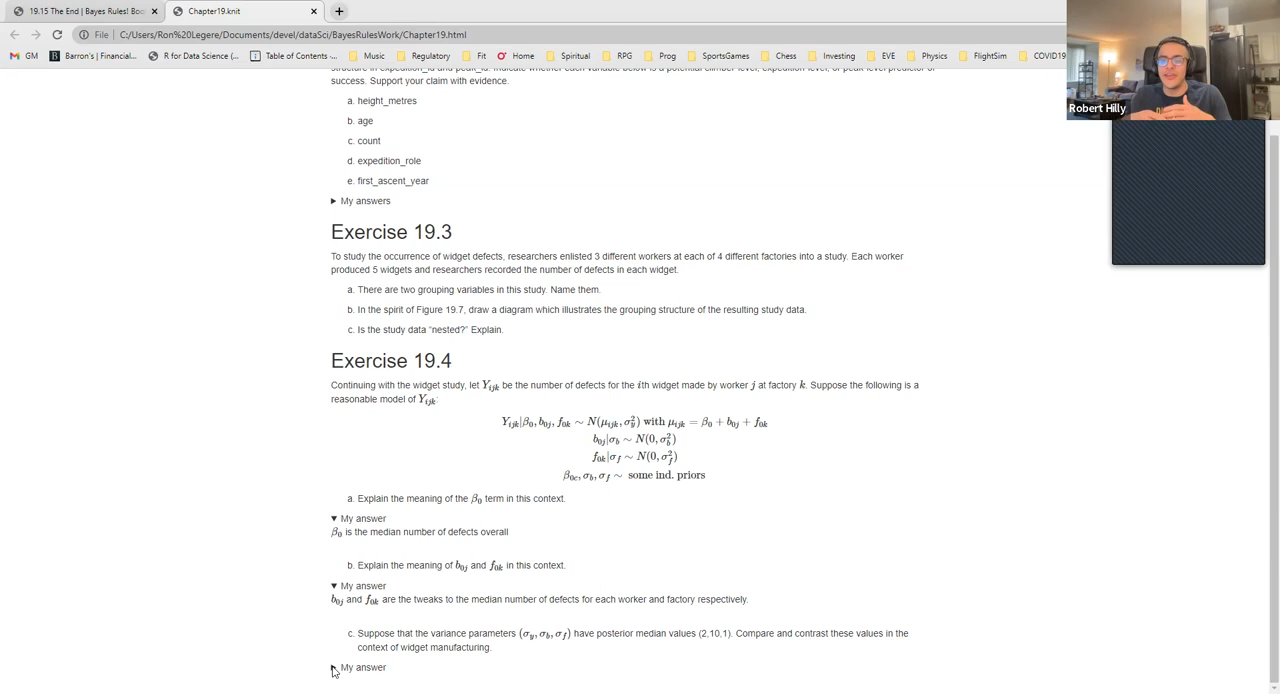 19.15 The End | Bayes Rules! Boo
Chapter19.knit
File | C:/Users/Ron%20Legere/Documents/devel/dataSci/BayesRulesWork/Chapter19.html
GM Barron's | Financial... R for Data Science (... Table of Contents -... Music Regulatory Fit Home Spiritual RPG Prog SportsGames Chess Investing EVE Physics FlightSim COVID19
Robert Hilly
success. Support your claim with evidence.
a. height_metres
b. age
c. count
d. expedition_role
e. first_ascent_year
▶ My answers
Exercise 19.3
To study the occurrence of widget defects, researchers enlisted 3 different workers at each of 4 different factories into a study. Each worker
produced 5 widgets and researchers recorded the number of defects in each widget.
a. There are two grouping variables in this study. Name them.
b. In the spirit of Figure 19.7, draw a diagram which illustrates the grouping structure of the resulting study data.
c. Is the study data “nested?” Explain.
Exercise 19.4
Continuing with the widget study, let Y_ijk be the number of defects for the ith widget made by worker j at factory k. Suppose the following is a
reasonable model of Y_ijk:
Y_ijk|β_0, b_0j, f_0k ∼ N(μ_ijk, σ_y^2) with μ_ijk = β_0 + b_0j + f_0k
b_0j|σ_b ∼ N(0, σ_b^2)
f_0k|σ_f ∼ N(0, σ_f^2)
β_0c, σ_b, σ_f ∼ some ind. priors
a. Explain the meaning of the β_0 term in this context.
▼ My answer
β_0 is the median number of defects overall
b. Explain the meaning of b_0j and f_0k in this context.
▼ My answer
b_0j and f_0k are the tweaks to the median number of defects for each worker and factory respectively.
c. Suppose that the variance parameters (σ_y, σ_b, σ_f) have posterior median values (2,10,1). Compare and contrast these values in the
context of widget manufacturing.
▶ My answer